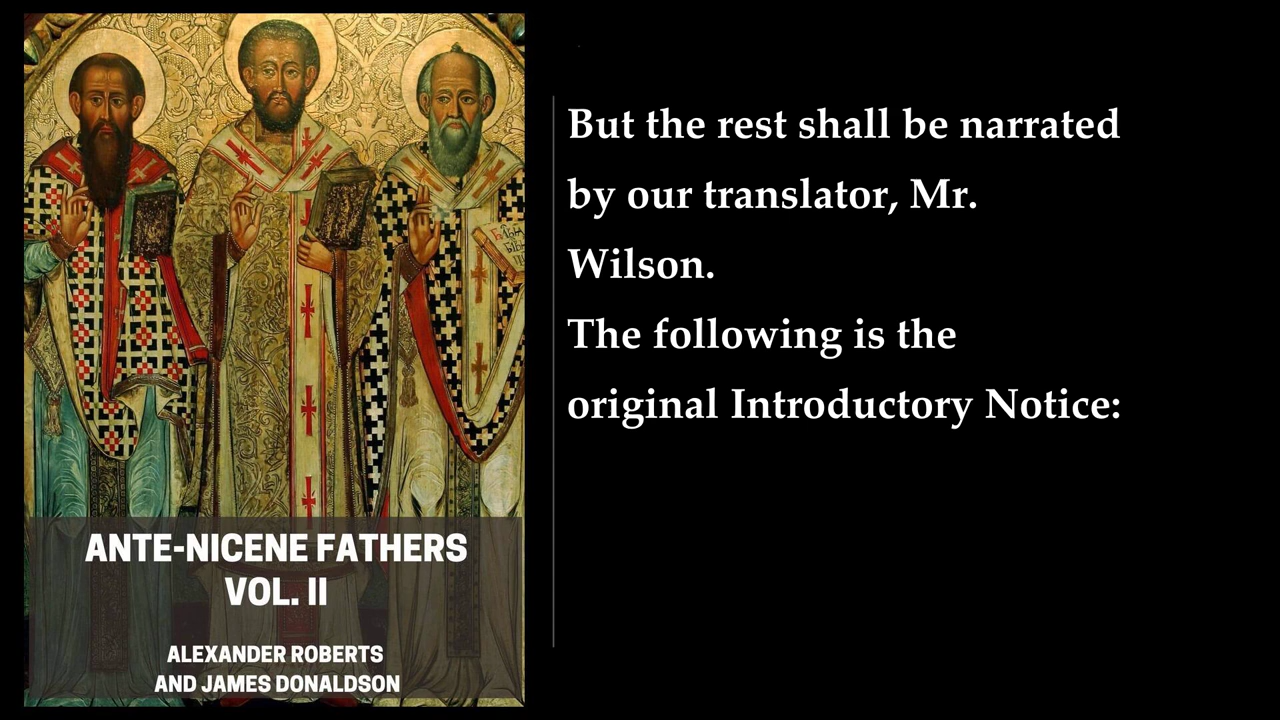 But the rest shall be narrated
by our translator, Mr.
Wilson.
The following is the
original Introductory Notice:
ANTE-NICENE FATHERS
VOL. II
ALEXANDER ROBERTS
AND JAMES DONALDSON